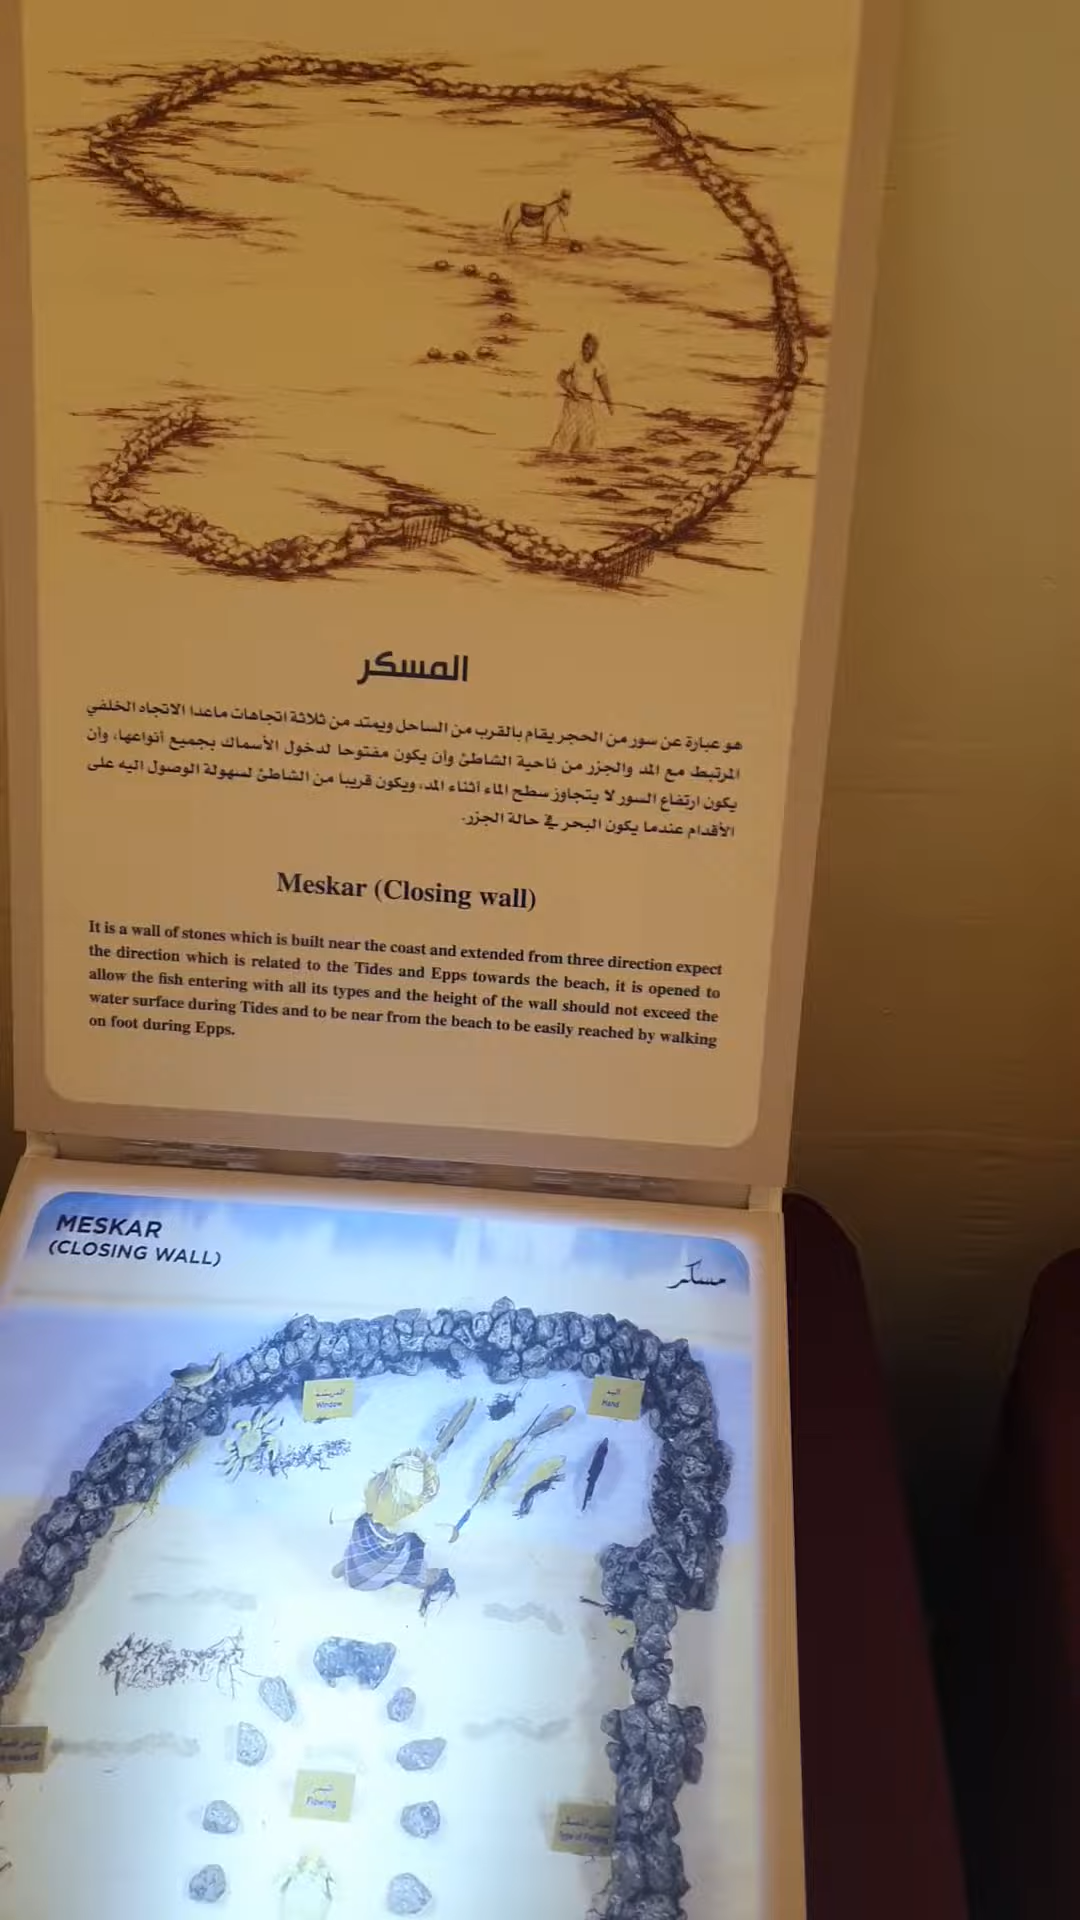 المسكر
هو عبارة عن سور من الحجر يقام بالقرب من الساحل ويمتد من ثلاثة اتجاهات ماعدا الاتجاه الخلفي
المرتبط مع المد والجزر من ناحية الشاطئ وأن يكون مفتوحا لدخول الأسماك بجميع أنواعها، وأن
يكون ارتفاع السور لا يتجاوز سطح الماء أثناء المد، ويكون قريبا من الشاطئ لسهولة الوصول اليه على
الأقدام عندما يكون البحر في حالة الجزر.
Meskar (Closing wall)
It is a wall of stones which is built near the coast and extended from three direction expect
the direction which is related to the Tides and Epps towards the beach, it is opened to
allow the fish entering with all its types and the height of the wall should not exceed the
water surface during Tides and to be near from the beach to be easily reached by walking
on foot during Epps.
MESKAR
(CLOSING WALL)
مسكر
Window
اليد
Hand
Flowing